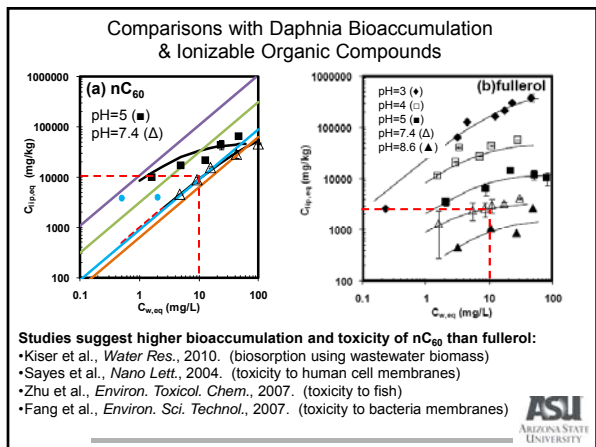 Comparisons with Daphnia Bioaccumulation
& Ionizable Organic Compounds
(a) nC60
pH=5 (■)
pH=7.4 (Δ)
1000000
100000
10000
1000
100
Clip,eq
(mg/kg)
0.1 1 10 100
Cw,eq (mg/L)
(b)fullerol
pH=3 (♦)
pH=4 (□)
pH=5 (■)
pH=7.4 (Δ)
pH=8.6 (▲)
1000000
100000
10000
1000
100
Clip,eq (mg/kg)
0.1 1 10 100
Cw,eq (mg/L)
Studies suggest higher bioaccumulation and toxicity of nC60 than fullerol:
•Kiser et al., Water Res., 2010. (biosorption using wastewater biomass)
•Sayes et al., Nano Lett., 2004. (toxicity to human cell membranes)
•Zhu et al., Environ. Toxicol. Chem., 2007. (toxicity to fish)
•Fang et al., Environ. Sci. Technol., 2007. (toxicity to bacteria membranes)
ASU
ARIZONA STATE
UNIVERSITY